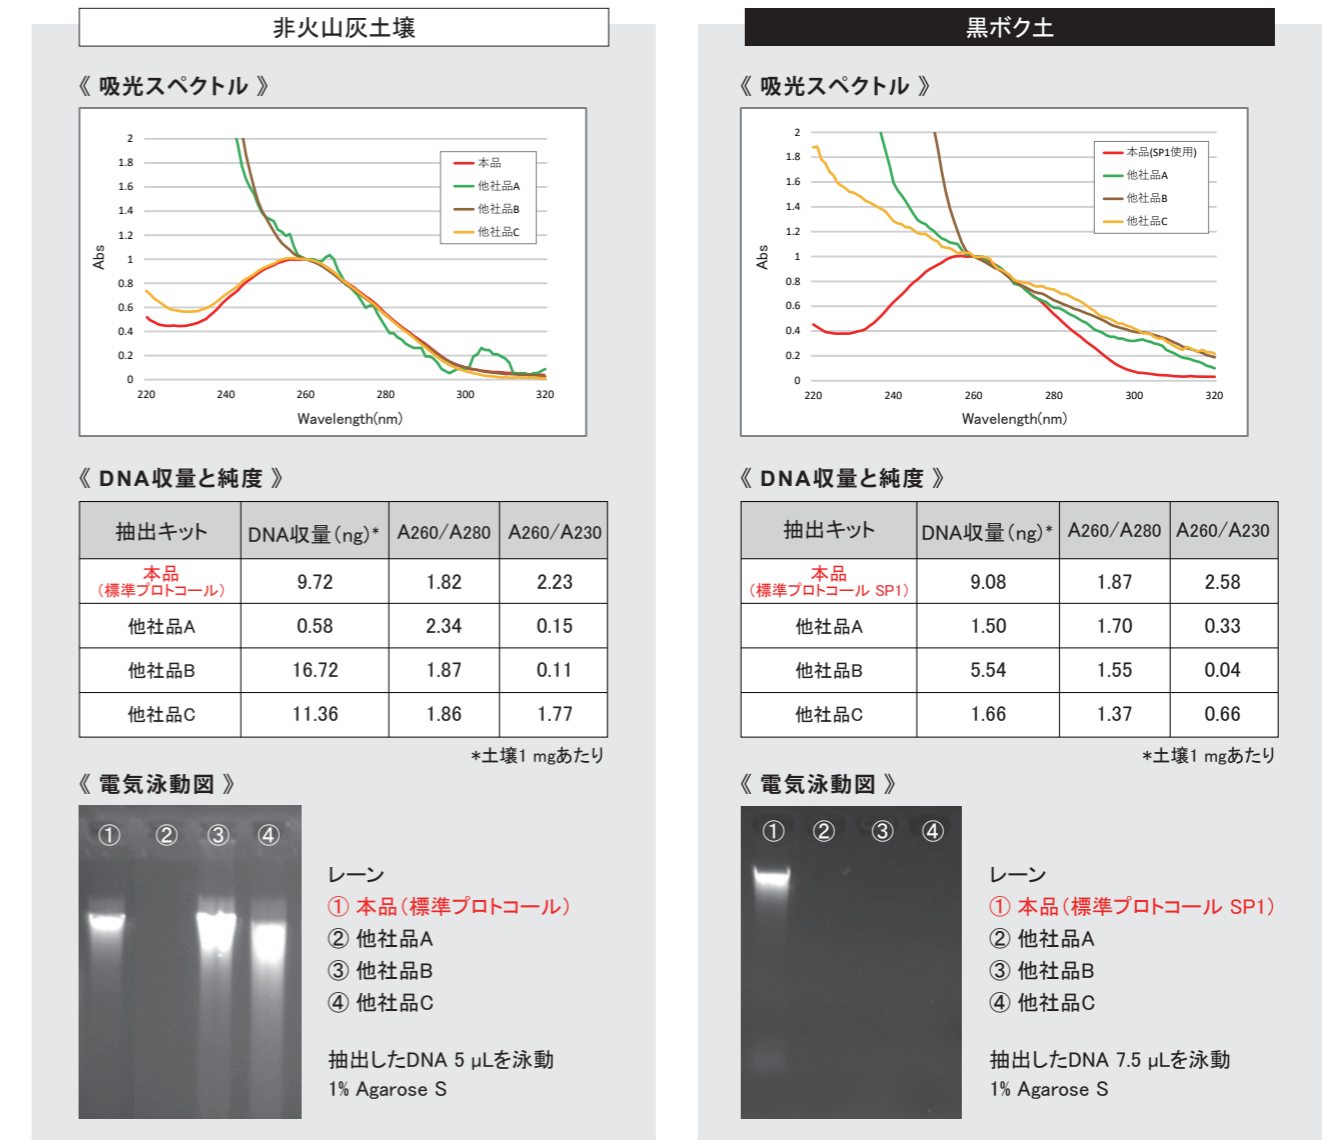 非火山灰土壌
《 吸光スペクトル 》
2
1.8
1.6
1.4
1.2
1
0.8
0.6
0.4
0.2
0
Abs
220 240 260 280 300 320
Wavelength(nm)
本品
他社品A
他社品B
他社品C
《 DNA収量と純度 》
抽出キット DNA収量（ng）* A260/A280 A260/A230
本品
（標準プロトコール） 9.72 1.82 2.23
他社品A 0.58 2.34 0.15
他社品B 16.72 1.87 0.11
他社品C 11.36 1.86 1.77
*土壌1 mgあたり
《 電気泳動図 》
① ② ③ ④
レーン
① 本品（標準プロトコール）
② 他社品A
③ 他社品B
④ 他社品C
抽出したDNA 5 μLを泳動
1% Agarose S
黒ボク土
《 吸光スペクトル 》
2
1.8
1.6
1.4
1.2
1
0.8
0.6
0.4
0.2
0
Abs
220 240 260 280 300 320
Wavelength(nm)
本品(SP1使用)
他社品A
他社品B
他社品C
《 DNA収量と純度 》
抽出キット DNA収量（ng）* A260/A280 A260/A230
本品
（標準プロトコール SP1） 9.08 1.87 2.58
他社品A 1.50 1.70 0.33
他社品B 5.54 1.55 0.04
他社品C 1.66 1.37 0.66
*土壌1 mgあたり
《 電気泳動図 》
① ② ③ ④
レーン
① 本品（標準プロトコール SP1）
② 他社品A
③ 他社品B
④ 他社品C
抽出したDNA 7.5 μLを泳動
1% Agarose S